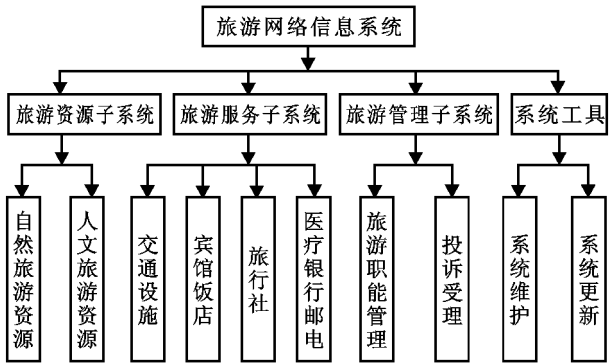 旅游网络信息系统
旅游资源子系统
旅游服务子系统
旅游管理子系统
系统工具
自然旅游资源
人文旅游资源
交通设施
宾馆饭店
旅行社
医疗银行邮电
旅游职能管理
投诉受理
系统维护
系统更新